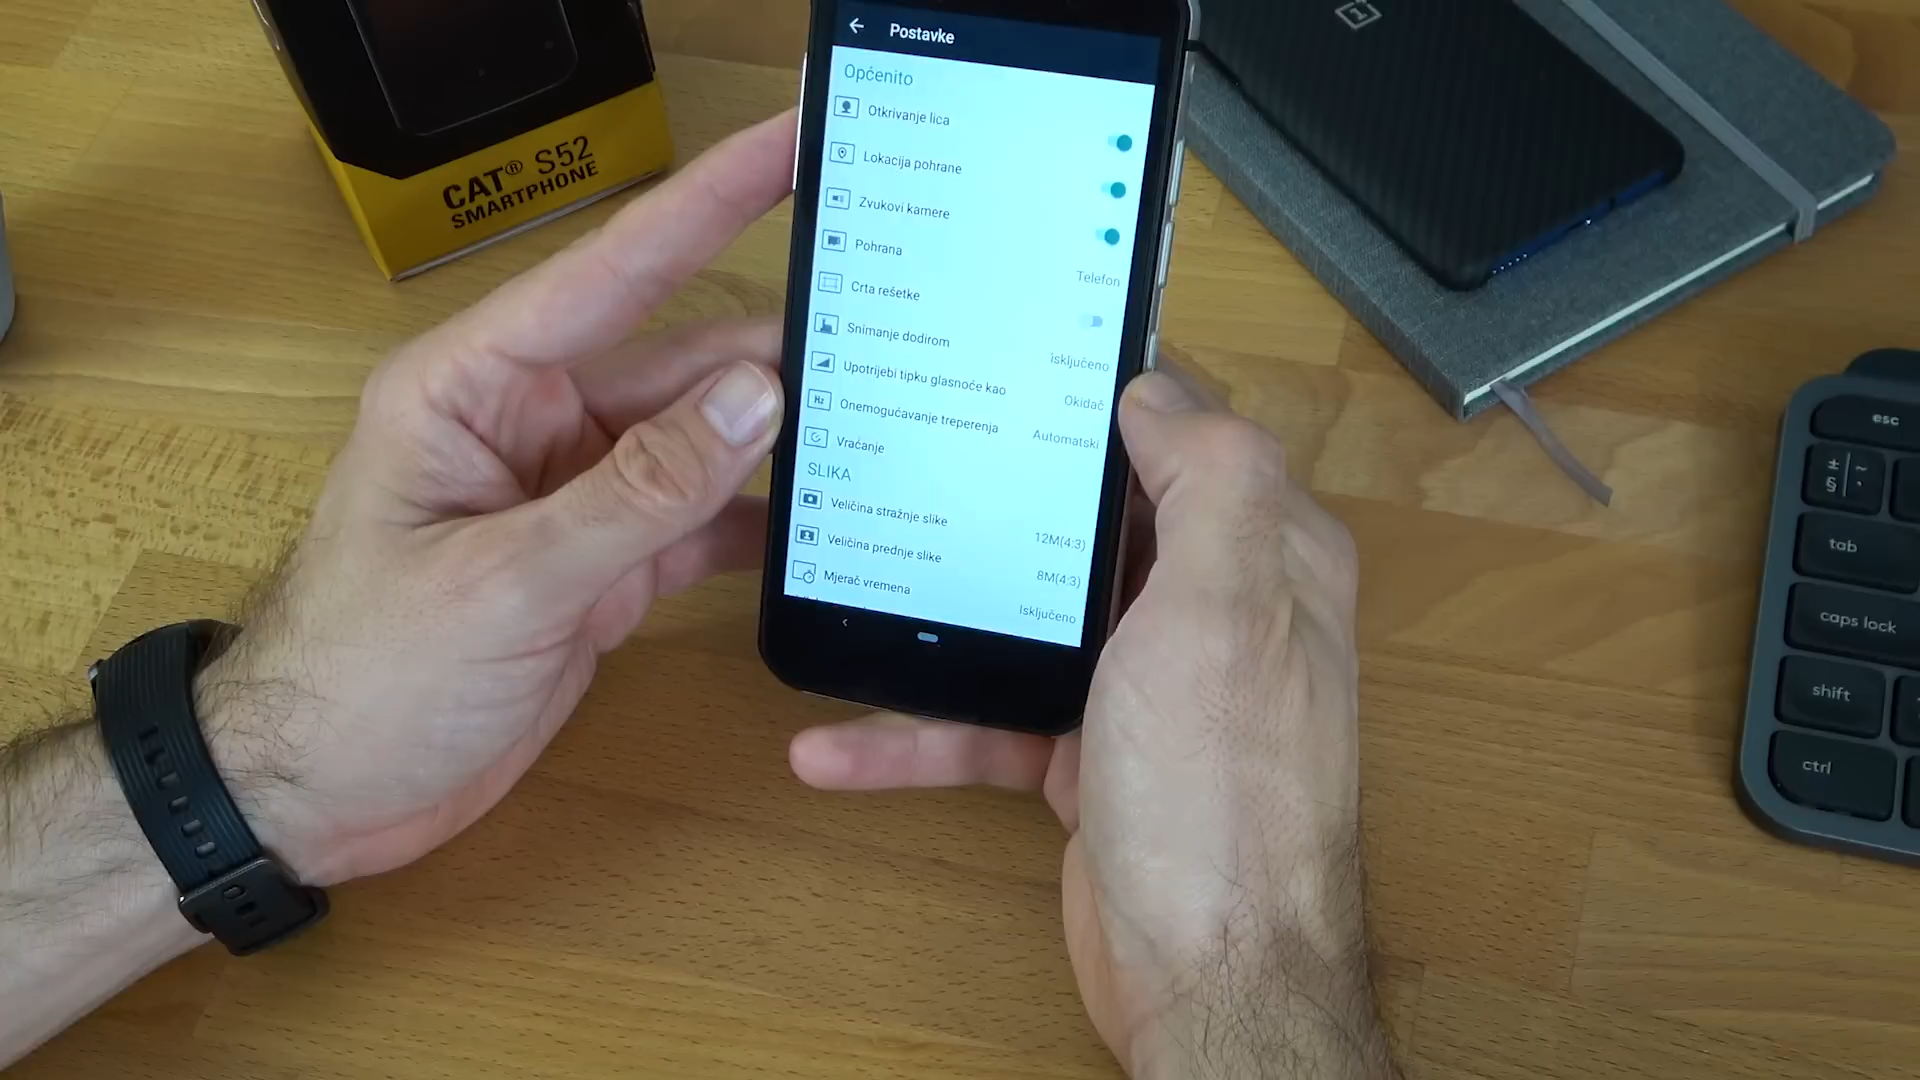 Postavke
Općenito
Otkrivanje lica
Lokacija pohrane
Zvukovi kamere
Pohrana
Telefon
Crta rešetke
Snimanje dodirom
Isključeno
Upotrijebi tipku glasnoće kao
Okidač
Hz
Onemogućavanje treperenja
Automatski
Vraćanje
SLIKA
Veličina stražnje slike
12M(4:3)
Veličina prednje slike
8M(4:3)
Mjerač vremena
Isključeno
CAT® S52
SMARTPHONE
1
esc
± ~
§
tab
caps lock
shift
ctrl